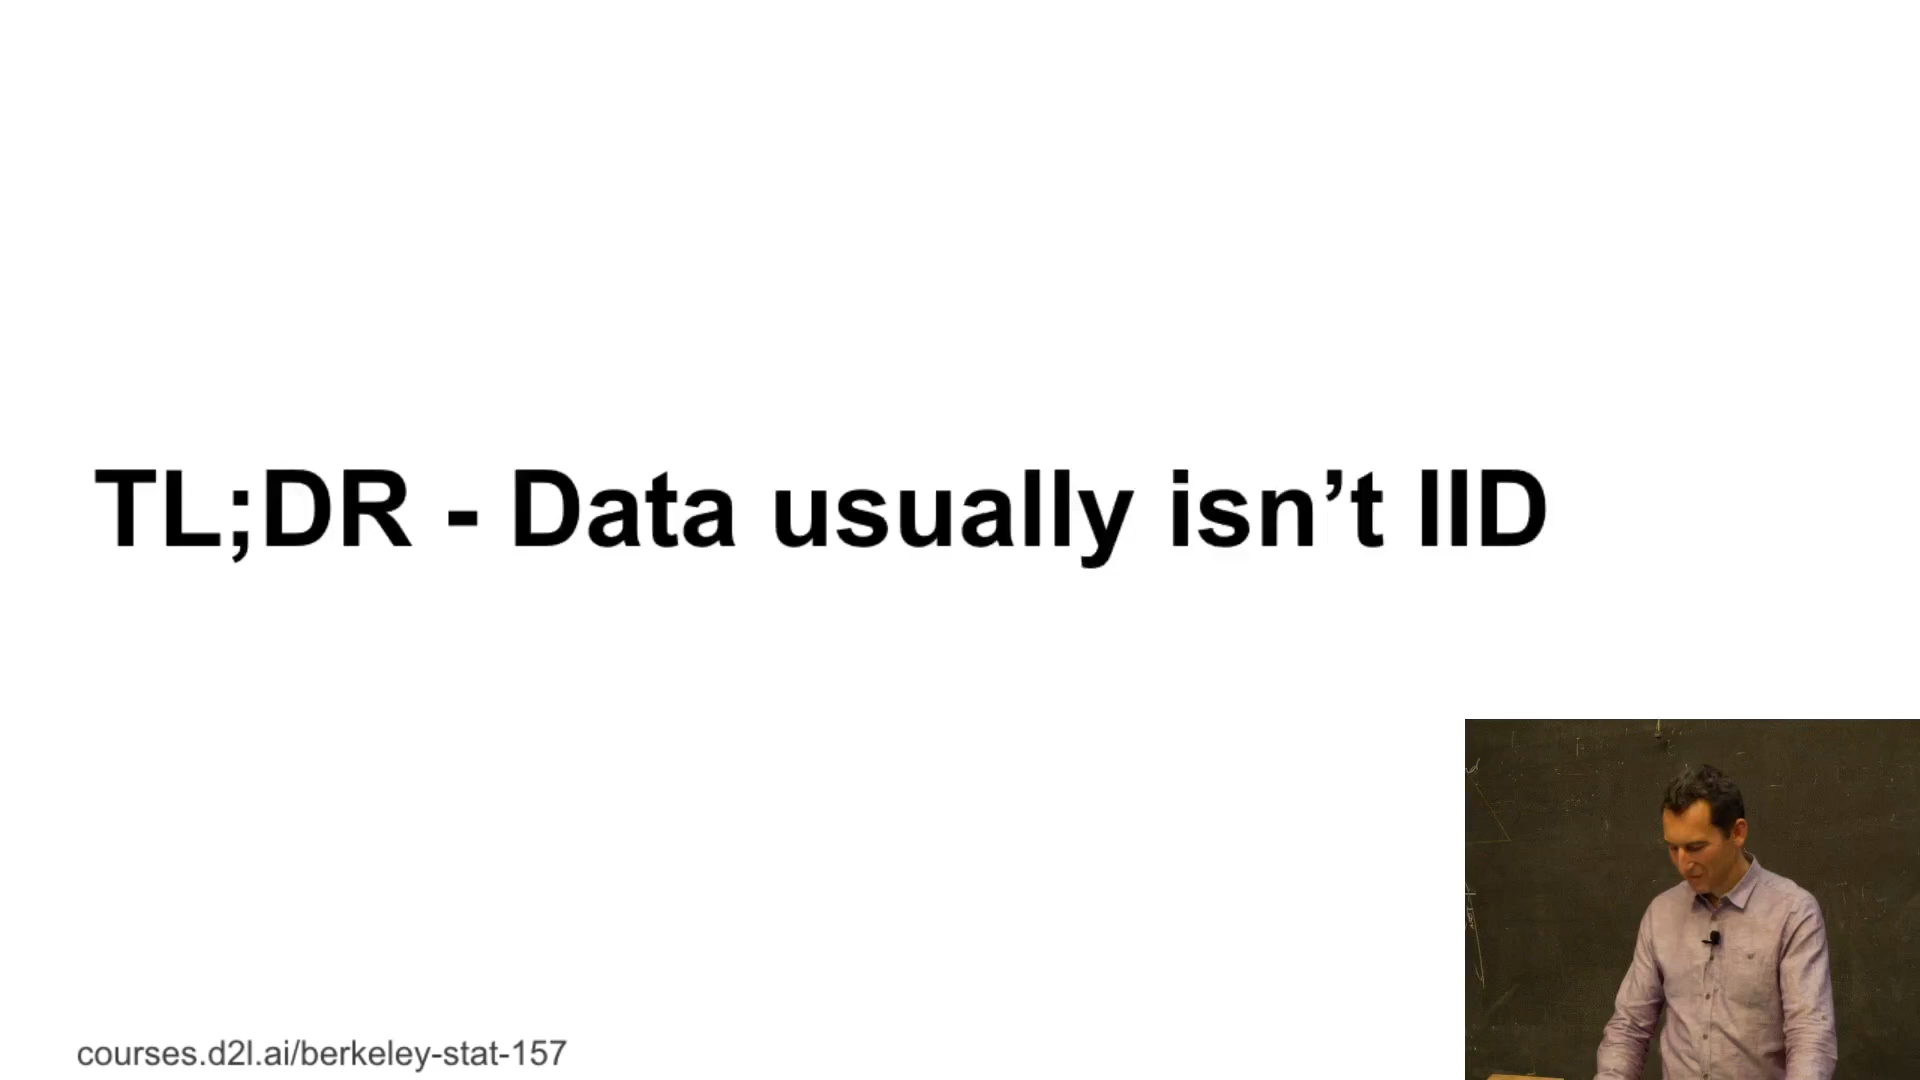 TL;DR - Data usually isn’t IID
courses.d2l.ai/berkeley-stat-157